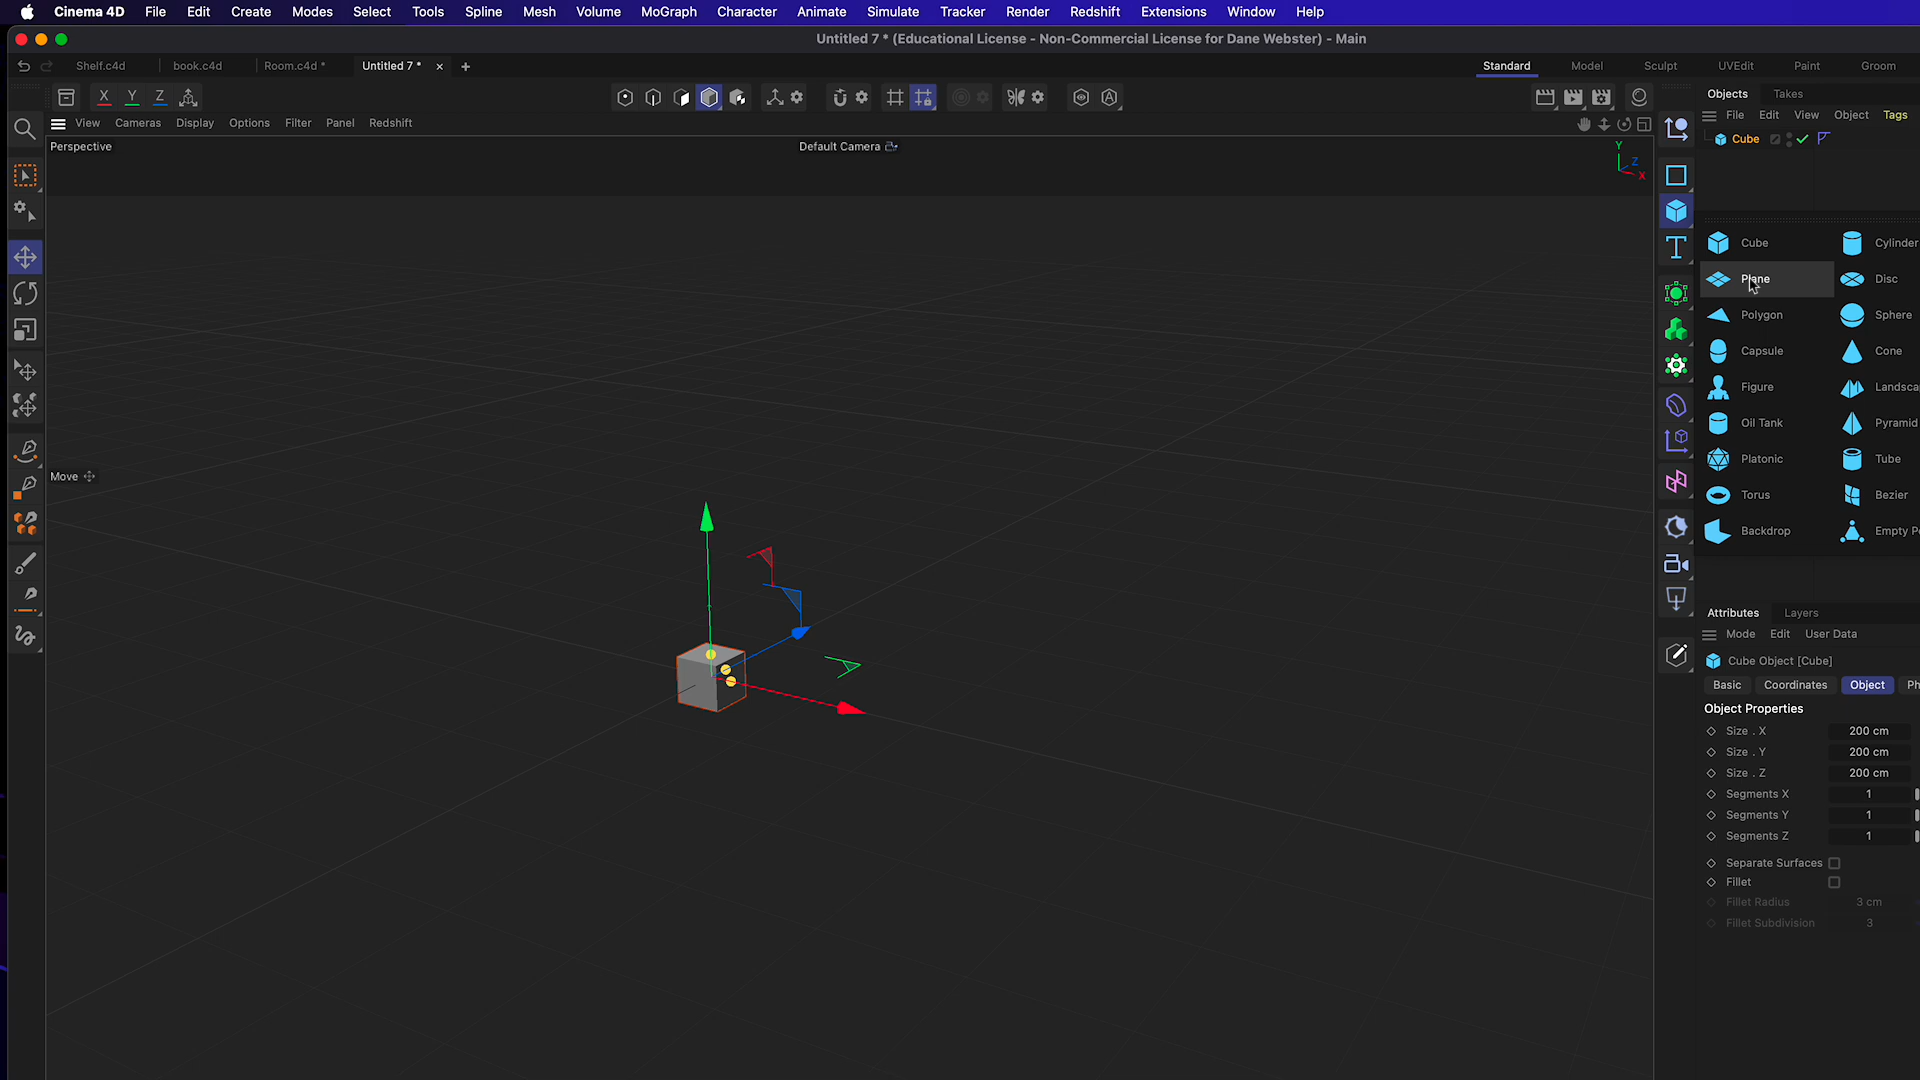 Cinema 4D File Edit Create Modes Select Tools Spline Mesh Volume MoGraph Character Animate Simulate Tracker Render Redshift Extensions Window Help
Untitled 7 * (Educational License - Non-Commercial License for Dane Webster) - Main
Shelf.c4d book.c4d Room.c4d * Untitled 7 * × + Standard Model Sculpt UVEdit Paint Groom
X Y Z
Objects Takes
View Cameras Display Options Filter Panel Redshift
File Edit View Object Tags
Perspective Default Camera
Cube
Y
Z
X
Cube Cylinder
Plane Disc
Polygon Sphere
Capsule Cone
Figure Landsca
Oil Tank Pyramid
Platonic Tube
Move
Torus Bezier
Backdrop Empty Po
Attributes Layers
Mode Edit User Data
Cube Object [Cube]
Basic Coordinates Object Ph
Object Properties
Size . X 200 cm
Size . Y 200 cm
Size . Z 200 cm
Segments X 1
Segments Y 1
Segments Z 1
Separate Surfaces
Fillet
Fillet Radius 3 cm
Fillet Subdivision 3